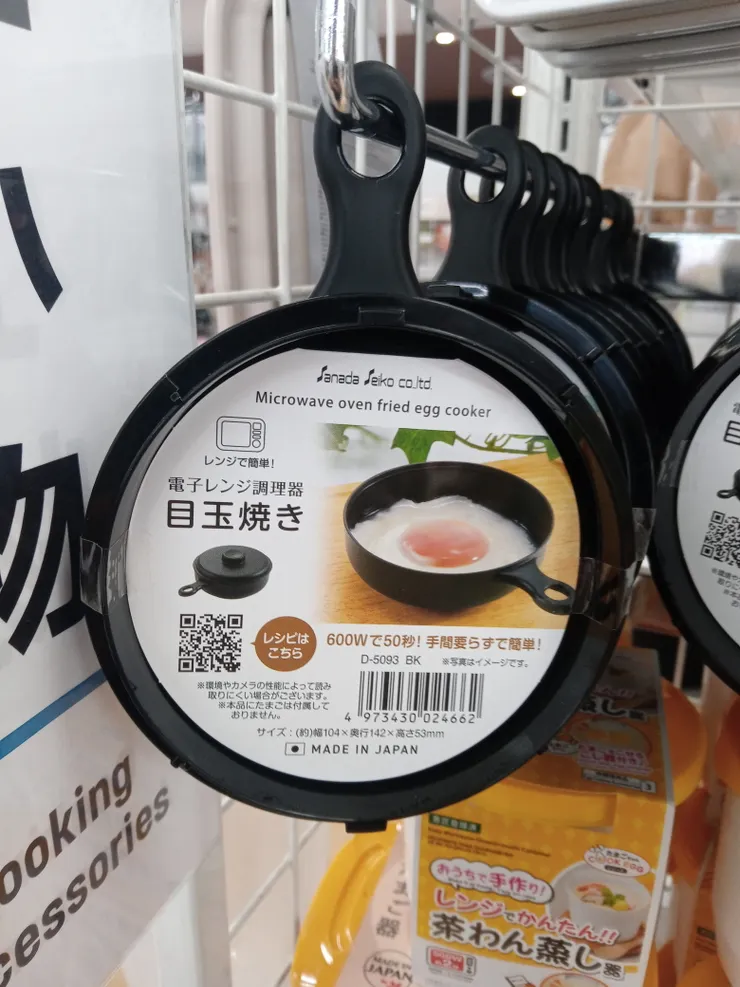 Sanada Seiko co.,ltd.
Microwave oven fried egg cooker
レンジで簡単!
電子レンジ調理器
目玉焼き
レシピは
こちら
600Wで50秒! 手間要らずで簡単!
D-5093 BK
※写真はイメージです。
※環境やカメラの性能によって読み
取りにくい場合がございます。
※本品にたまごは付属して
おりません。
4 973430 024662
サイズ:(約)幅104×奥行142×高さ53mm
MADE IN JAPAN
物
ooking
cessories
おうちで手作り!
レンジでかんたん!!
茶わん蒸し器
COOK EGG
MADE IN
JAPAN